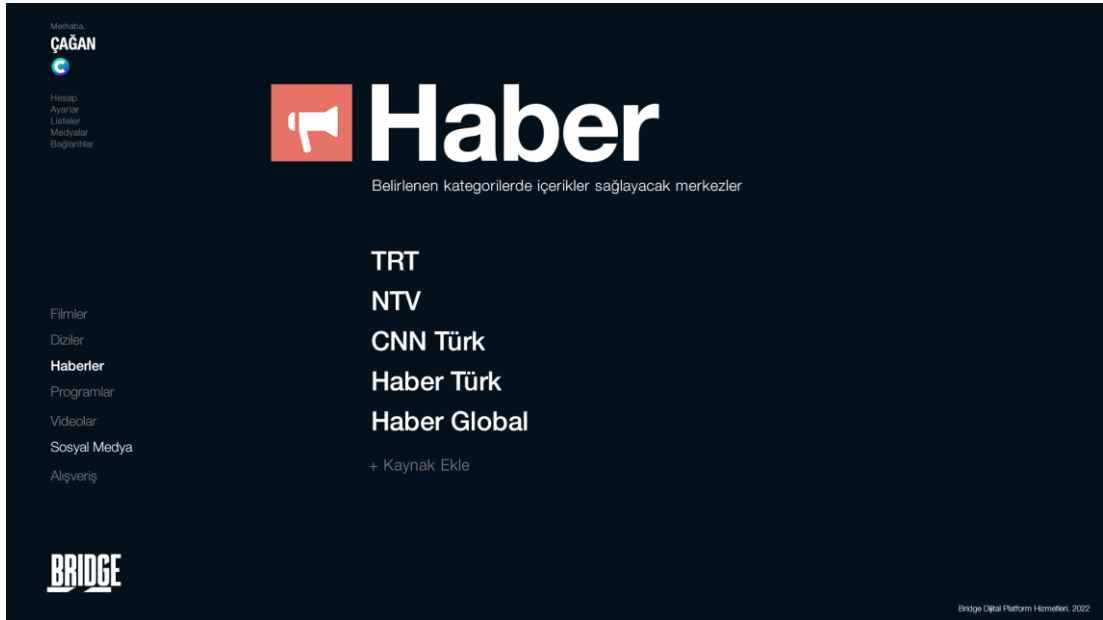 Merhaba,
ÇAĞAN
C
Hesap
Ayarlar
Listeler
Medyalar
Bağlantılar
Haber
Belirlenen kategorilerde içerikler sağlayacak merkezler
TRT
NTV
CNN Türk
Haber Türk
Haber Global
+ Kaynak Ekle
Filmler
Diziler
Haberler
Programlar
Videolar
Sosyal Medya
Alışveriş
BRIDGE
Bridge Dijital Platform Hizmetleri. 2022